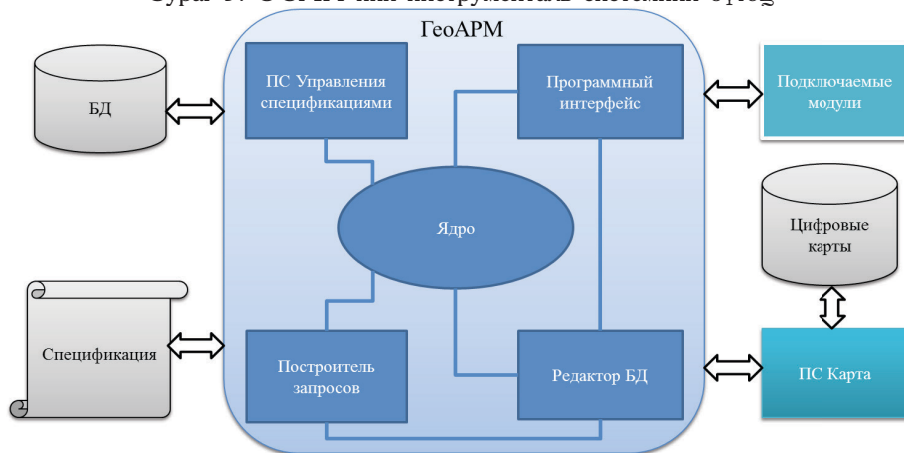 ГеоАРМ
БД
ПС Управления
спецификациями
Программный
интерфейс
Подключаемые
модули
Ядро
Цифровые
карты
Спецификация
Построитель
запросов
Редактор БД
ПС Карта